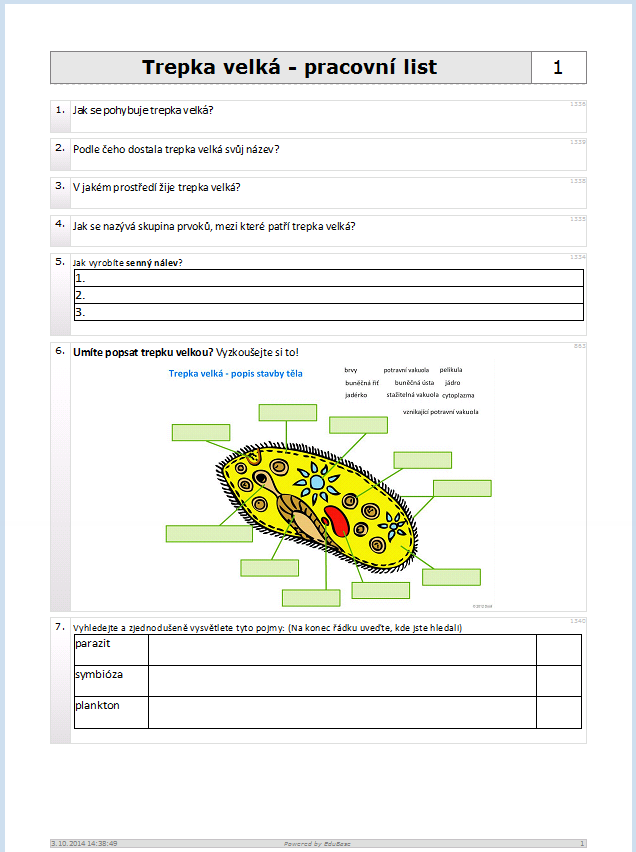 Trepka velká - pracovní list 1
1. Jak se pohybuje trepka velká? 1338
2. Podle čeho dostala trepka velká svůj název? 1339
3. V jakém prostředí žije trepka velká?
4. Jak se nazývá skupina prvoků, mezi které patří trepka velká?
5. Jak vyrobíte senný nálev? 1334
1.
2.
3.
6. Umíte popsat trepku velkou? Vyzkoušejte si to!
Trepka velká - popis stavby těla
brvy potravní vakuola pelikula
buněčná řiť buněčná ústa jádro
jadérko stažitelná vakuola cytoplazma
vznikající potravní vakuola
7. Vyhledejte a zjednodušeně vysvětlete tyto pojmy: (Na konec řádku uveďte, kde jste hledali) 1340
parazit
symbióza
plankton
3.10.2014 14:38:49 Powered by EduBase 1